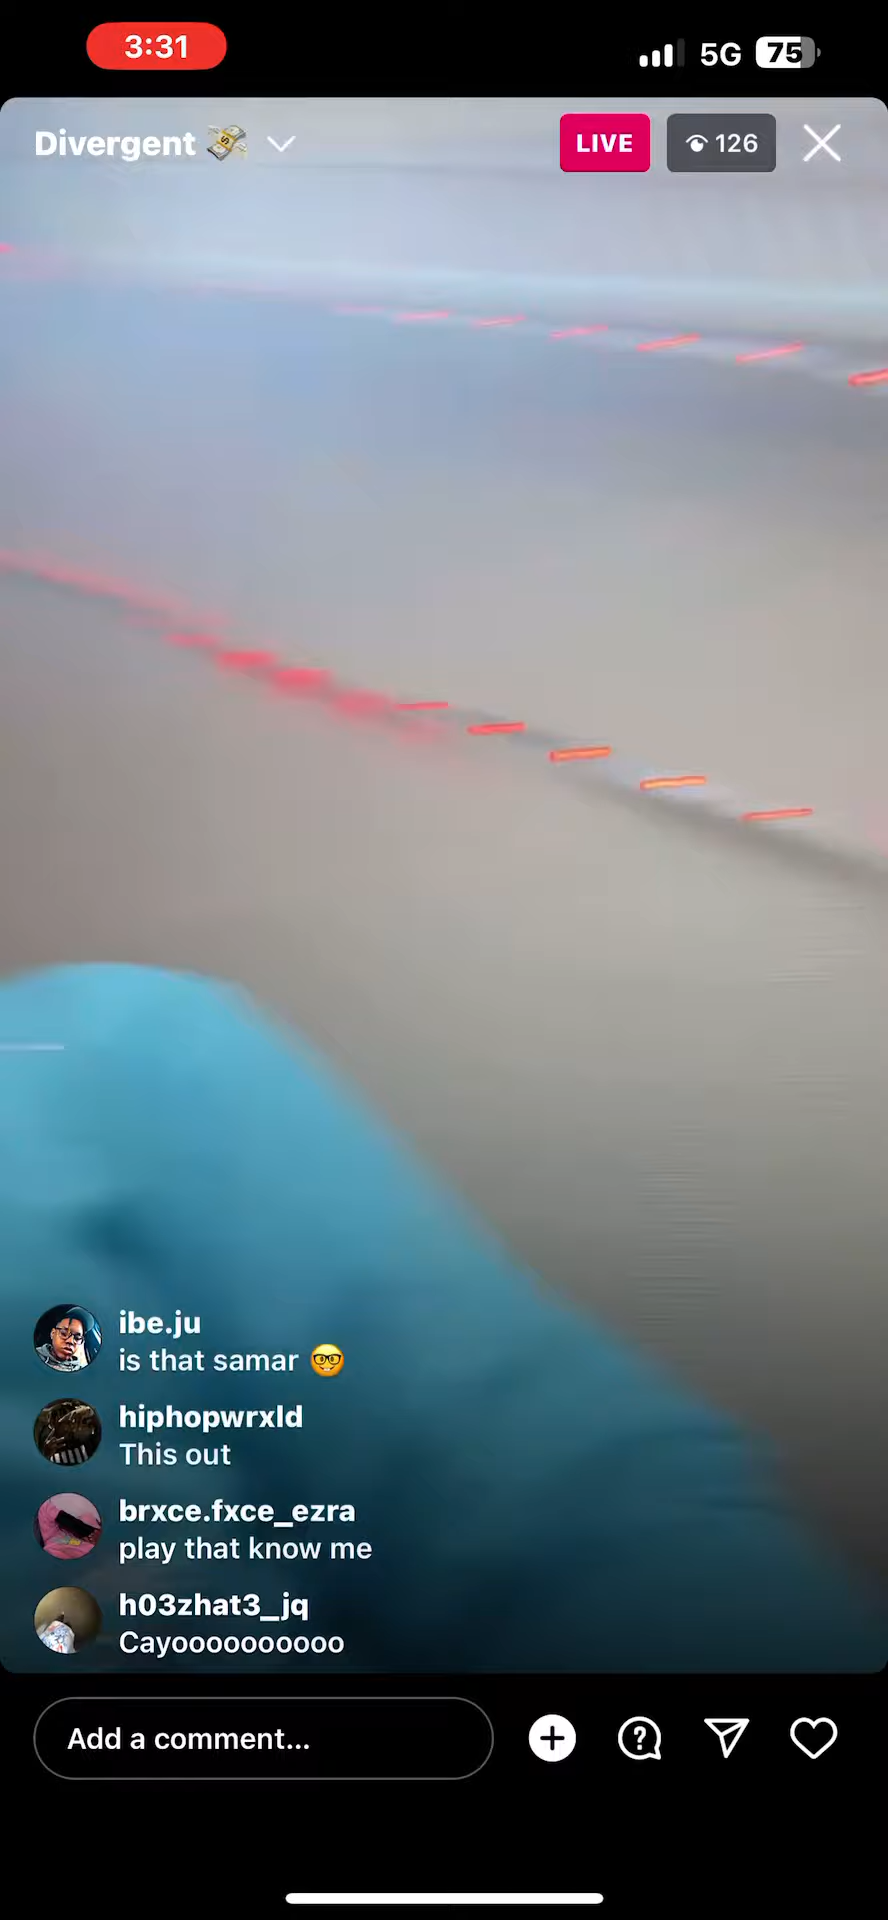 3:31
5G
75
Divergent 💸
LIVE
126
ibe.ju
is that samar 🤓
hiphopwrxld
This out
brxce.fxce_ezra
play that know me
h03zhat3_jq
Cayoooooooooo
Add a comment...